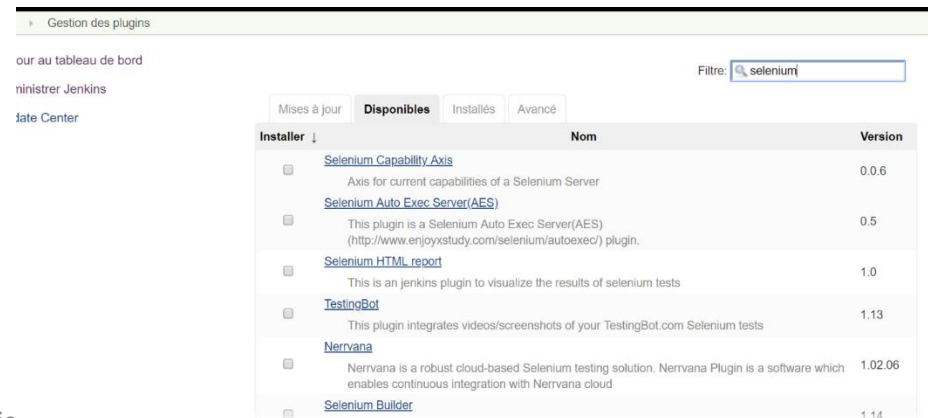 Gestion des plugins
our au tableau de bord
ministrer Jenkins
date Center
Filtre: selenium
Mises à jour Disponibles Installés Avancé
Installer ↓ Nom Version
Selenium Capability Axis
Axis for current capabilities of a Selenium Server
0.0.6
Selenium Auto Exec Server(AES)
This plugin is a Selenium Auto Exec Server(AES)
(http://www.enjoyxstudy.com/selenium/autoexec/) plugin.
0.5
Selenium HTML report
This is an jenkins plugin to visualize the results of selenium tests
1.0
TestingBot
This plugin integrates videos/screenshots of your TestingBot.com Selenium tests
1.13
Nerrvana
Nerrvana is a robust cloud-based Selenium testing solution. Nerrvana Plugin is a software which
enables continuous integration with Nerrvana cloud
1.02.06
Selenium Builder
1.14